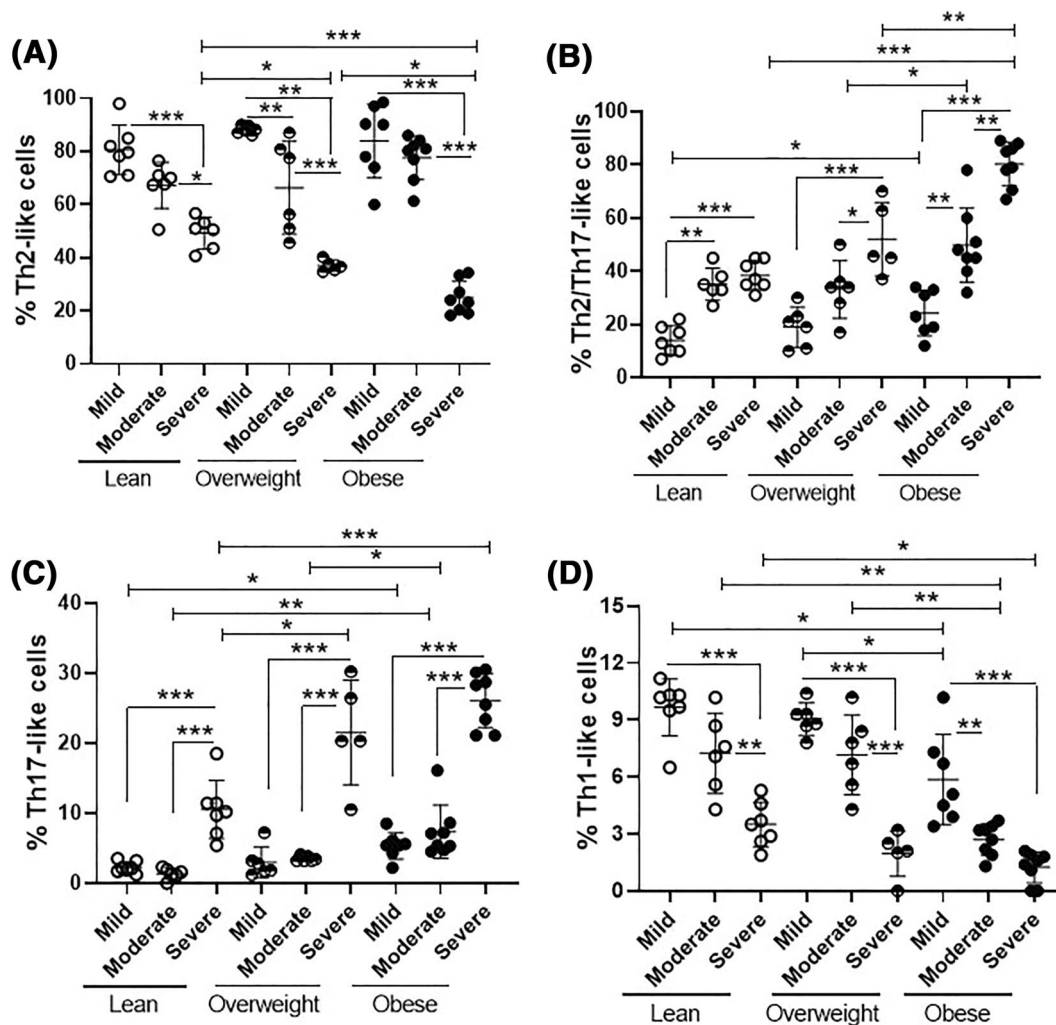 (A)
***
* *
** ***
*** ** ***
* ***
% Th2-like cells
100
80
60
40
20
0
Mild Moderate Severe Mild Moderate Severe Mild Moderate Severe
Lean Overweight Obese
(B)
**
***
*
***
* **
***
*** **
** *
% Th2/Th17-like cells
100
80
60
40
20
0
Mild Moderate Severe Mild Moderate Severe Mild Moderate Severe
Lean Overweight Obese
(C)
***
*
*
**
*
*** ***
*** *** ***
***
% Th17-like cells
40
30
20
10
0
Mild Moderate Severe Mild Moderate Severe Mild Moderate Severe
Lean Overweight Obese
(D)
*
**
**
*
*
*** *** ***
** *** **
% Th1-like cells
15
12
9
6
3
0
Mild Moderate Severe Mild Moderate Severe Mild Moderate Severe
Lean Overweight Obese